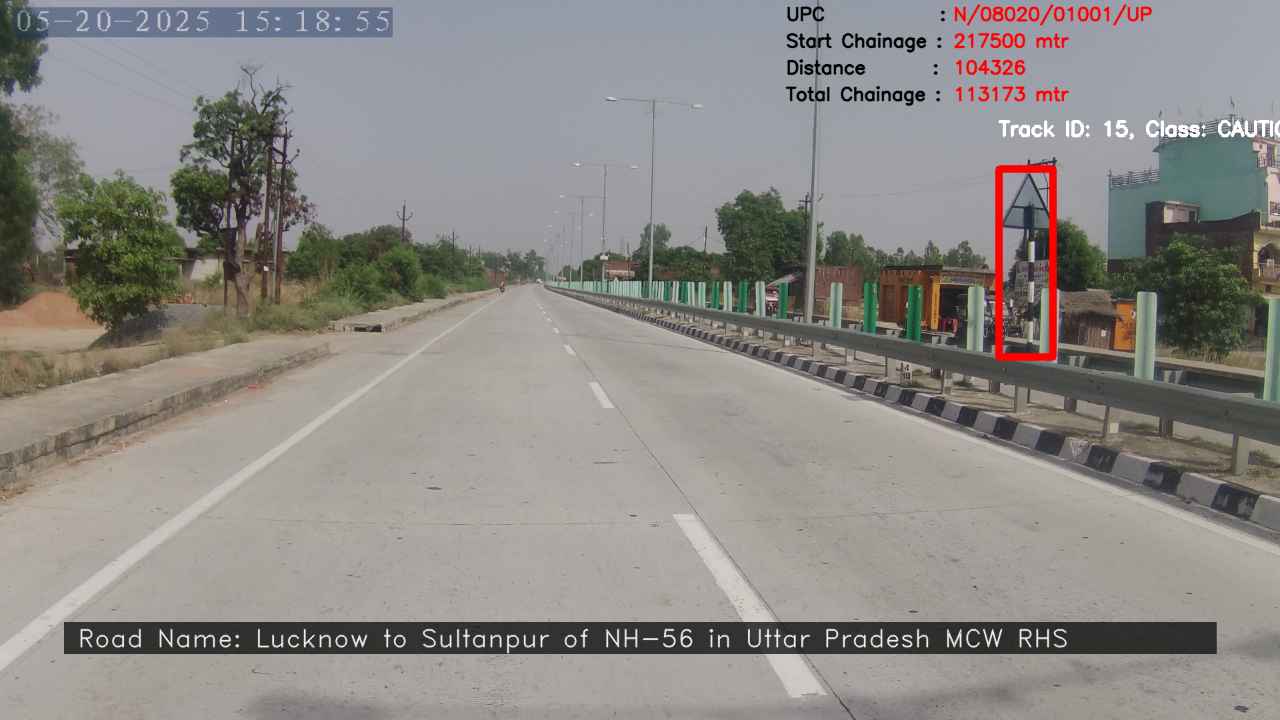 05-20-2025 15:18:55
UPC : N/08020/01001/UP
Start Chainage : 217500 mtr
Distance : 104326
Total Chainage : 113173 mtr
Track ID: 15, Class: CAUTIO
Road Name: Lucknow to Sultanpur of NH-56 in Uttar Pradesh MCW RHS